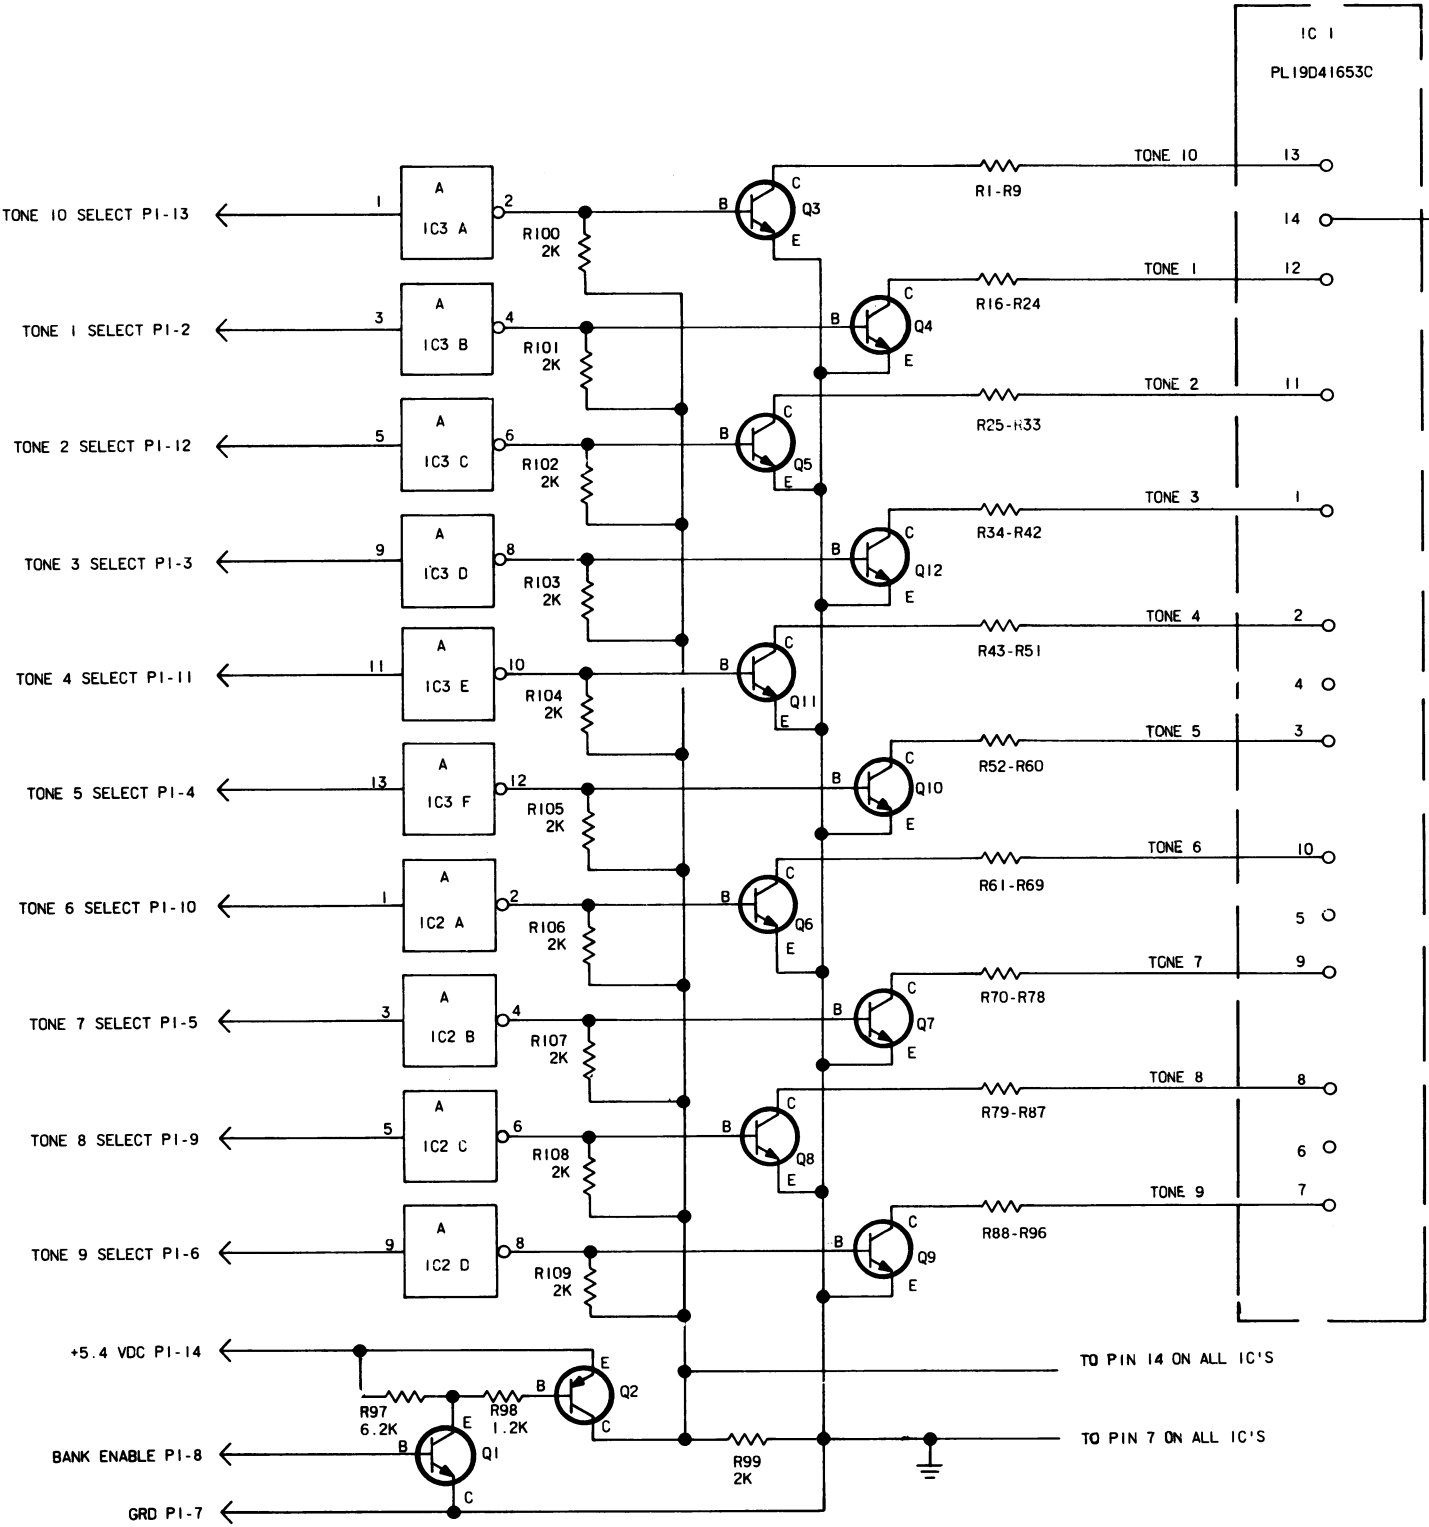 IC 1
PL19D41653C
TONE 10 SELECT P1-13
1
A
IC3 A
2
R100
2K
B
C
Q3
E
R1-R9
TONE 10
13
14
TONE 1 SELECT P1-2
3
A
IC3 B
4
R101
2K
B
C
Q4
E
R16-R24
TONE 1
12
TONE 2 SELECT P1-12
5
A
IC3 C
6
R102
2K
B
C
Q5
E
R25-R33
TONE 2
11
TONE 3 SELECT P1-3
9
A
IC3 D
8
R103
2K
B
C
Q12
E
R34-R42
TONE 3
1
TONE 4 SELECT P1-11
11
A
IC3 E
10
R104
2K
B
C
Q11
E
R43-R51
TONE 4
2
4
TONE 5 SELECT P1-4
13
A
IC3 F
12
R105
2K
B
C
Q10
E
R52-R60
TONE 5
3
TONE 6 SELECT P1-10
1
A
IC2 A
2
R106
2K
B
C
Q6
E
R61-R69
TONE 6
10
5
TONE 7 SELECT P1-5
3
A
IC2 B
4
R107
2K
B
C
Q7
E
R70-R78
TONE 7
9
TONE 8 SELECT P1-9
5
A
IC2 C
6
R108
2K
B
C
Q8
E
R79-R87
TONE 8
8
6
TONE 9 SELECT P1-6
9
A
IC2 D
8
R109
2K
B
C
Q9
E
R88-R96
TONE 9
7
+5.4 VDC P1-14
R97
6.2K
R98
1.2K
B
E
Q2
C
TO PIN 14 ON ALL IC'S
BANK ENABLE P1-8
B
E
Q1
C
R99
2K
TO PIN 7 ON ALL IC'S
GRD P1-7